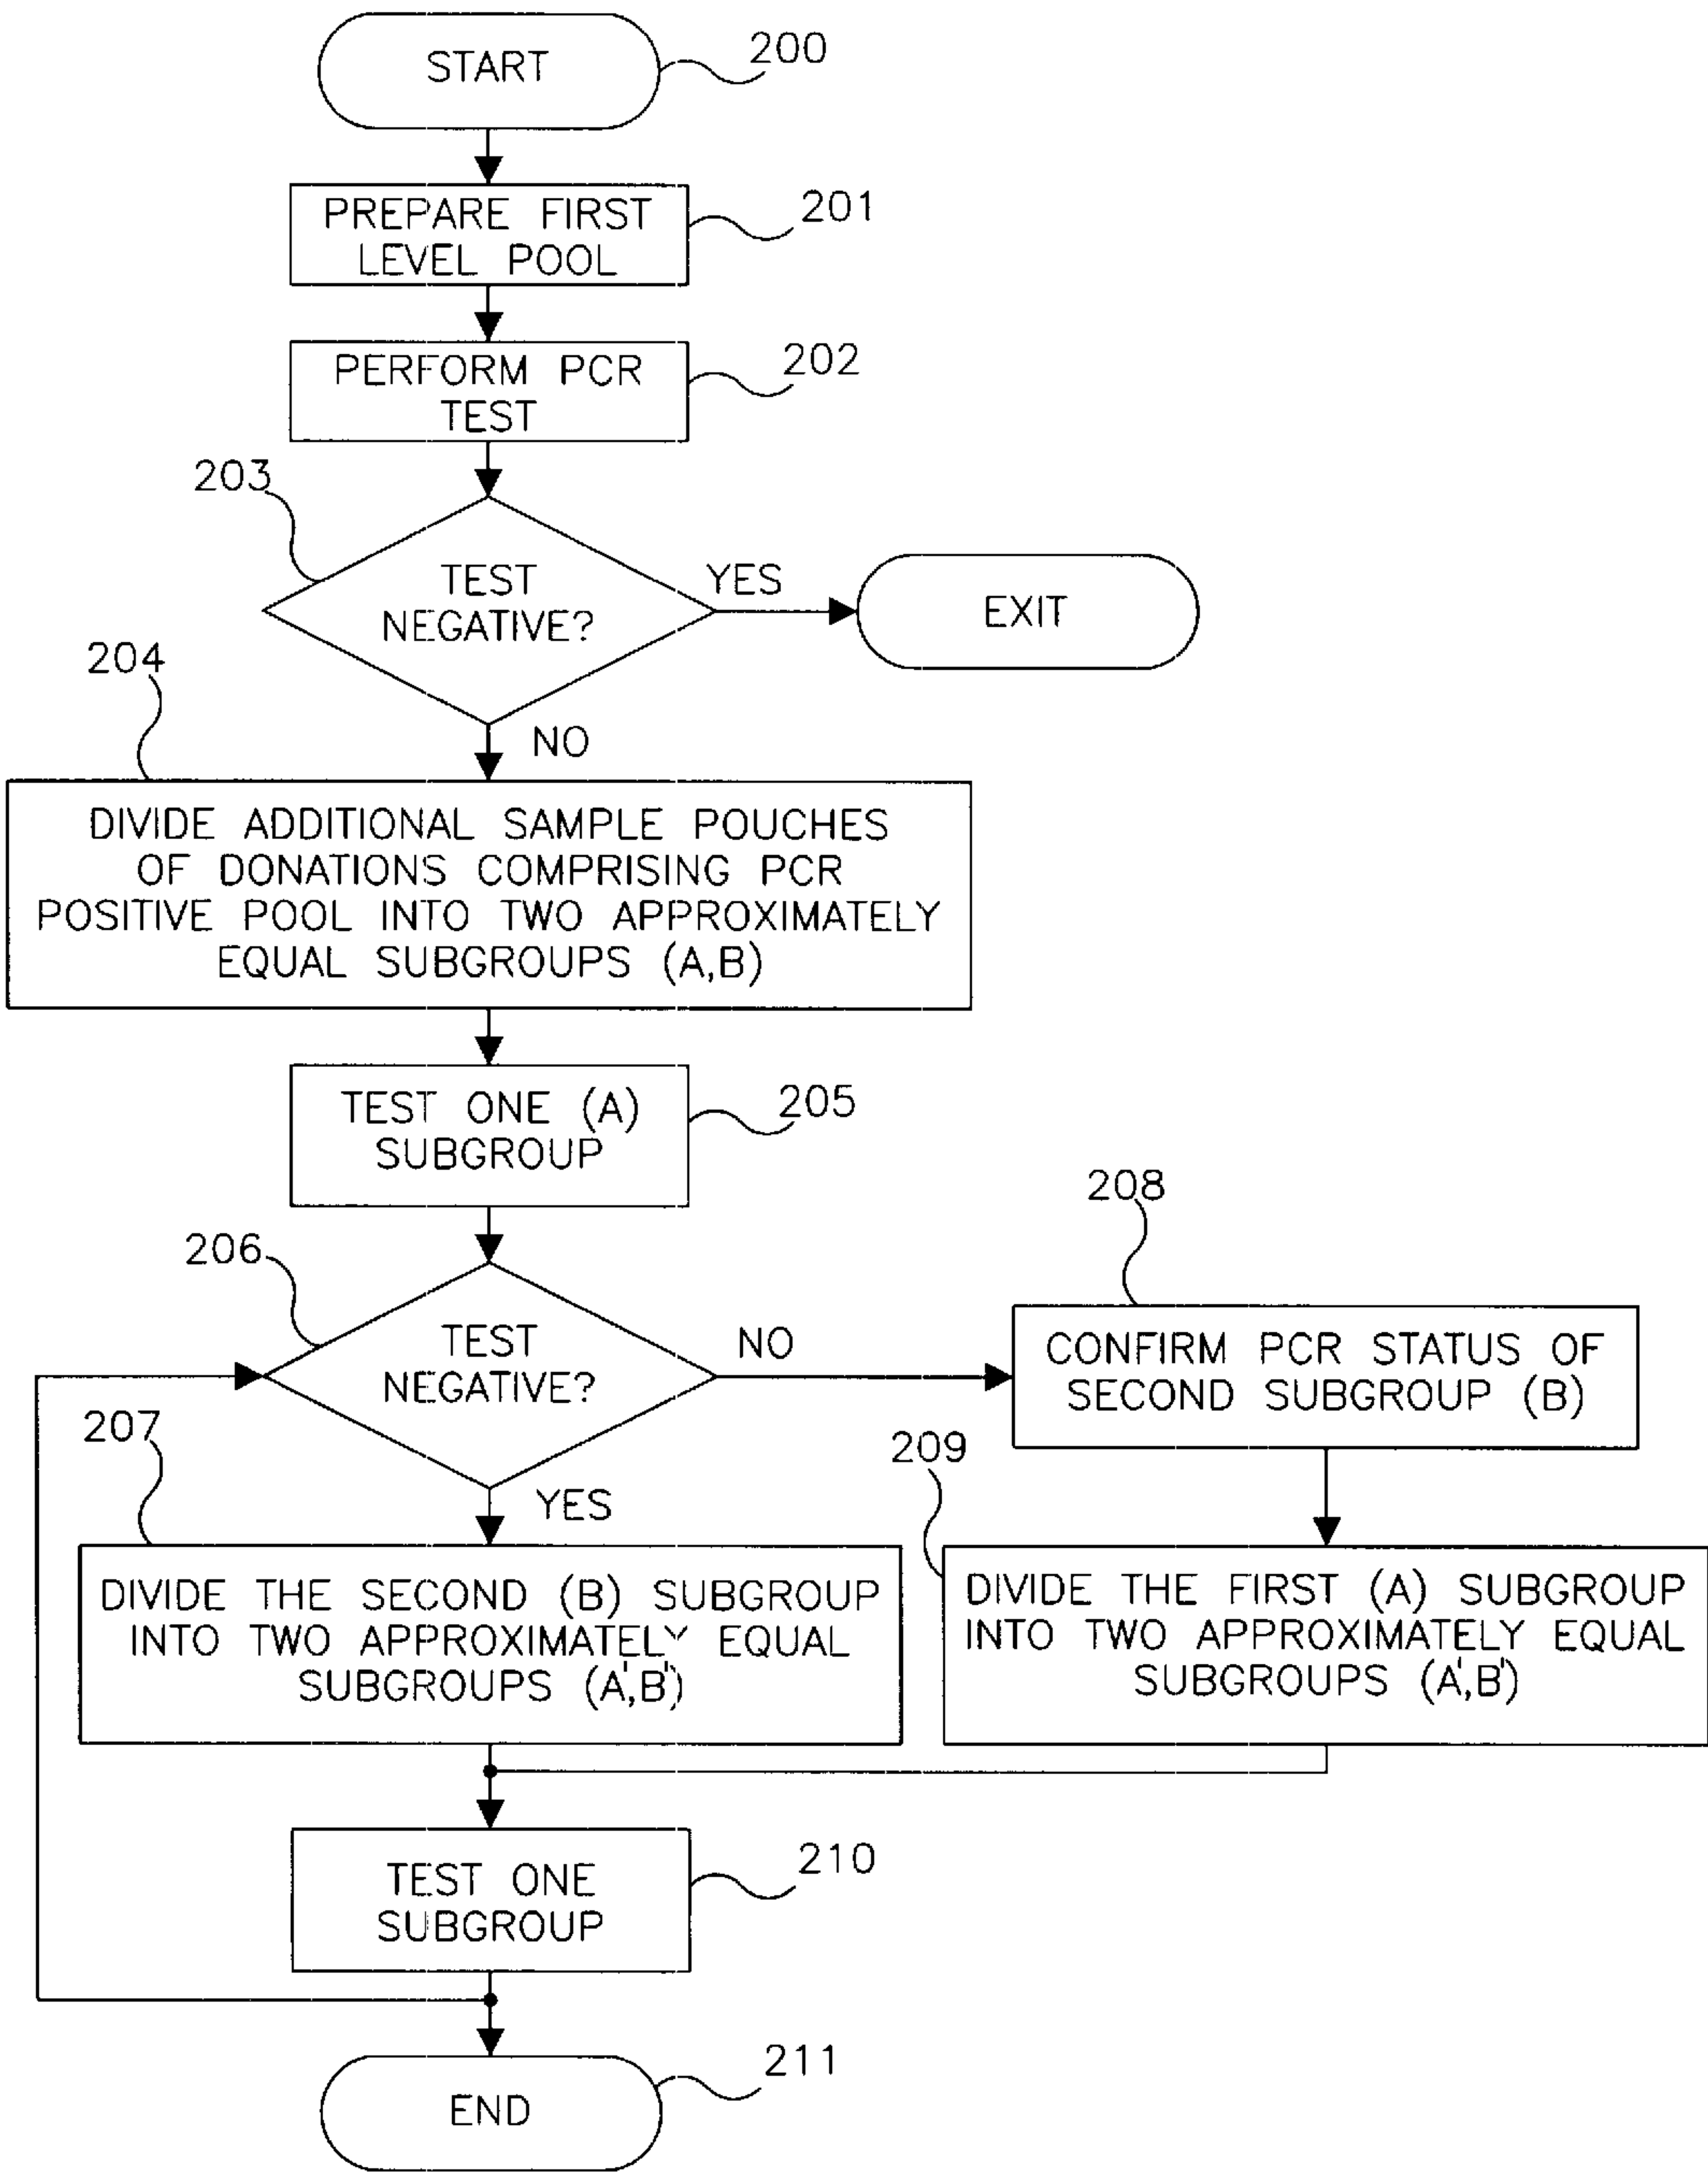 START
200
PREPARE FIRST
LEVEL POOL
201
PERFORM PCR
TEST
202
203
TEST
NEGATIVE?
YES
EXIT
NO
204
DIVIDE ADDITIONAL SAMPLE POUCHES
OF DONATIONS COMPRISING PCR
POSITIVE POOL INTO TWO APPROXIMATELY
EQUAL SUBGROUPS (A,B)
TEST ONE (A)
SUBGROUP
205
206
TEST
NEGATIVE?
NO
208
CONFIRM PCR STATUS OF
SECOND SUBGROUP (B)
YES
207
DIVIDE THE SECOND (B) SUBGROUP
INTO TWO APPROXIMATELY EQUAL
SUBGROUPS (A',B')
209
DIVIDE THE FIRST (A) SUBGROUP
INTO TWO APPROXIMATELY EQUAL
SUBGROUPS (A',B')
TEST ONE
SUBGROUP
210
END
211